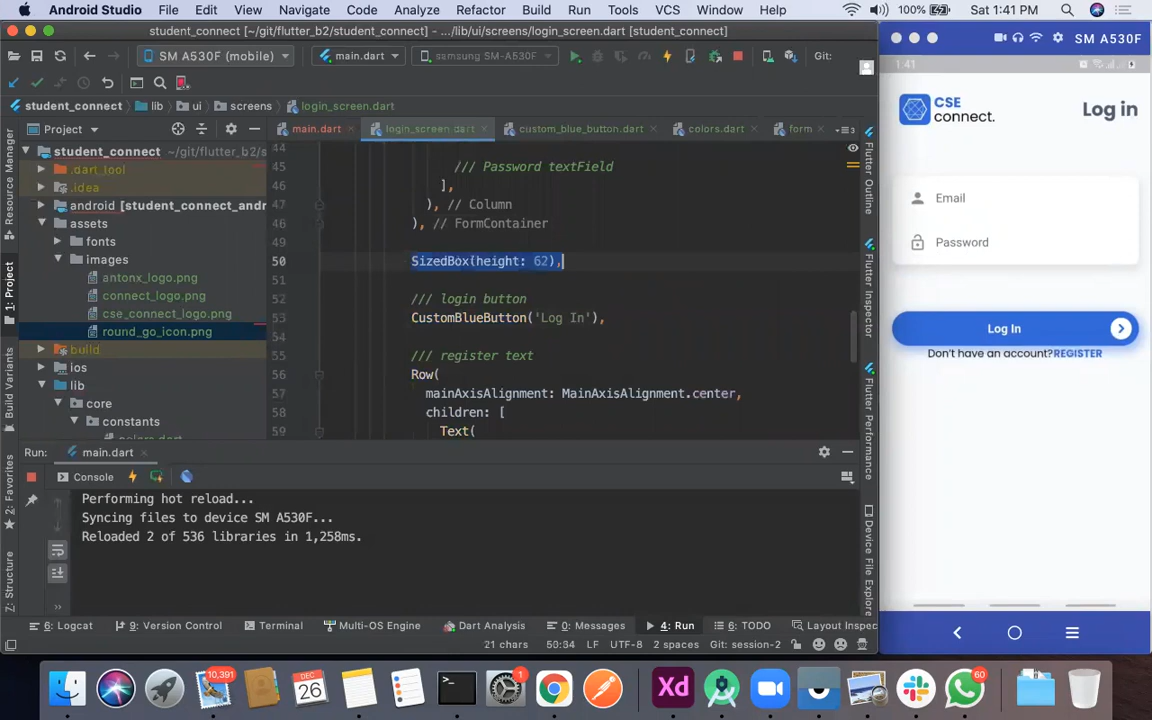 Android Studio File Edit View Navigate Code Analyze Refactor Build Run Tools VCS Window Help 100% Sat 1:41 PM
student_connect [~/git/flutter_b2/student_connect] - .../lib/ui/screens/login_screen.dart [student_connect]
SM A530F
SM A530F (mobile) main.dart samsung SM-A530F Git:
1:41
student_connect lib ui screens login_screen.dart
CSE
connect.
Log in
Project main.dart login_screen.dart custom_blue_button.dart colors.dart form
student_connect ~/git/flutter_b2/s
.dart_tool
.idea
android [student_connect_andr
assets
fonts
images
antonx_logo.png
connect_logo.png
cse_connect_logo.png
round_go_icon.png
build
ios
lib
core
constants
44
45 /// Password textField
46 ],
47 ), // Column
48 ), // FormContainer
49
50 SizedBox(height: 62),
51
52 /// login button
53 CustomBlueButton('Log In'),
54
55 /// register text
56 Row(
57 mainAxisAlignment: MainAxisAlignment.center,
58 children: [
59 Text(
Email
Password
Log In
Don't have an account?REGISTER
Resource Manager
1: Project
Build Variants
2: Favorites
Z: Structure
Flutter Outline
Flutter Inspector
Flutter Performance
Device File Explorer
Run: main.dart
Console
Performing hot reload...
Syncing files to device SM A530F...
Reloaded 2 of 536 libraries in 1,258ms.
6: Logcat 9: Version Control Terminal Multi-OS Engine Dart Analysis 0: Messages 4: Run 6: TODO Layout Inspec
21 chars 50:34 LF UTF-8 2 spaces Git: session-2
10,391
DEC
26
1
Xd
60